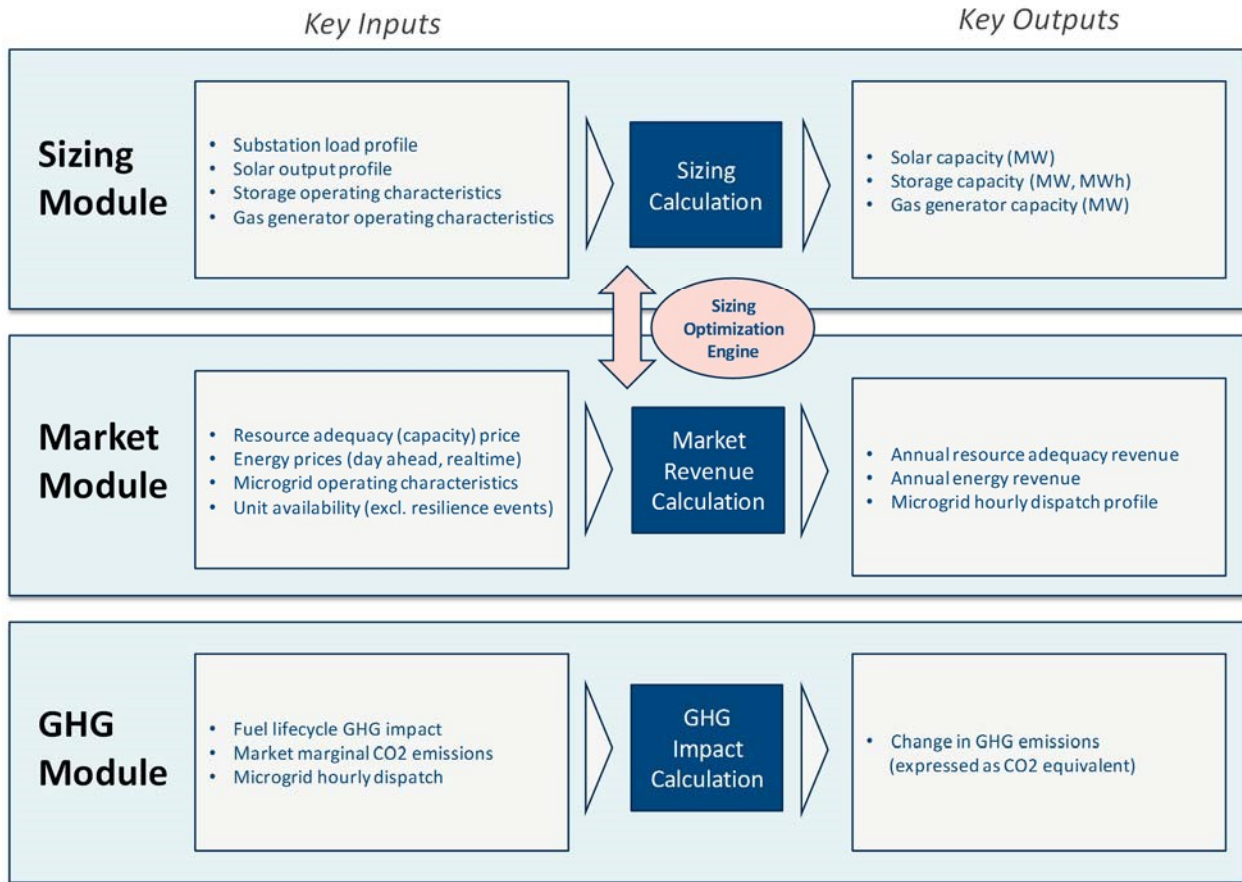 Key Inputs
Key Outputs
Sizing
Module
• Substation load profile
• Solar output profile
• Storage operating characteristics
• Gas generator operating characteristics
Sizing
Calculation
• Solar capacity (MW)
• Storage capacity (MW, MWh)
• Gas generator capacity (MW)
Sizing
Optimization
Engine
Market
Module
• Resource adequacy (capacity) price
• Energy prices (day ahead, realtime)
• Microgrid operating characteristics
• Unit availability (excl. resilience events)
Market
Revenue
Calculation
• Annual resource adequacy revenue
• Annual energy revenue
• Microgrid hourly dispatch profile
GHG
Module
• Fuel lifecycle GHG impact
• Market marginal CO2 emissions
• Microgrid hourly dispatch
GHG
Impact
Calculation
• Change in GHG emissions
(expressed as CO2 equivalent)